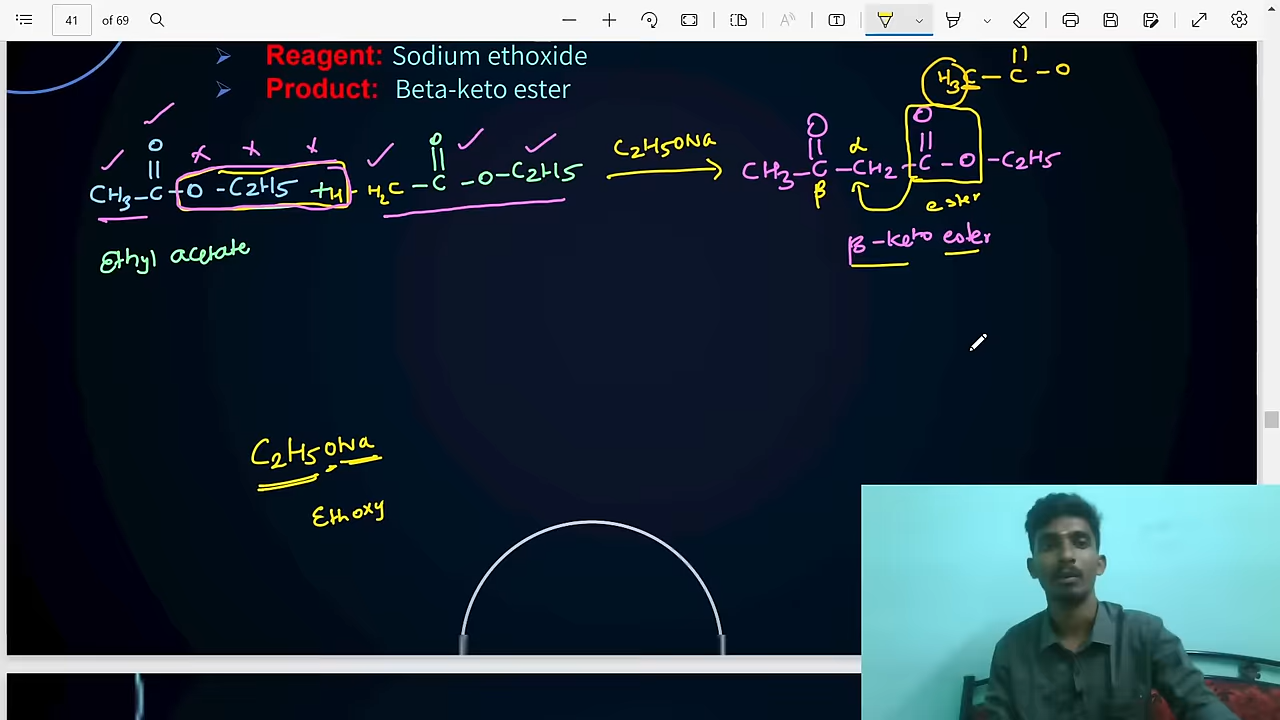 41 of 69
➤ Reagent: Sodium ethoxide
➤ Product: Beta-keto ester
H3C – C – O
O O O O
CH3 – C – O – C2H5 + H – H2C – C – O – C2H5 C2H5ONa → CH3 – C – CH2 – C – O – C2H5
α
β
ester
β-keto ester
Ethyl acetate
C2H5ONa
Ethoxy